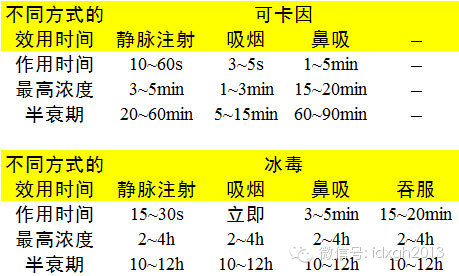 不同方式的 可卡因
效用时间 静脉注射 吸烟 鼻吸 –
作用时间 10~60s 3~5s 1~5min –
最高浓度 3~5min 1~3min 15~20min –
半衰期 20~60min 5~15min 60~90min –
不同方式的 冰毒
效用时间 静脉注射 吸烟 鼻吸 吞服
作用时间 15~30s 立即 3~5min 15~20min
最高浓度 2~4h 2~4h 2~4h 2~4h
半衰期 10~12h 10~12h 10~12h 10~12h
微信号: idxgh2013